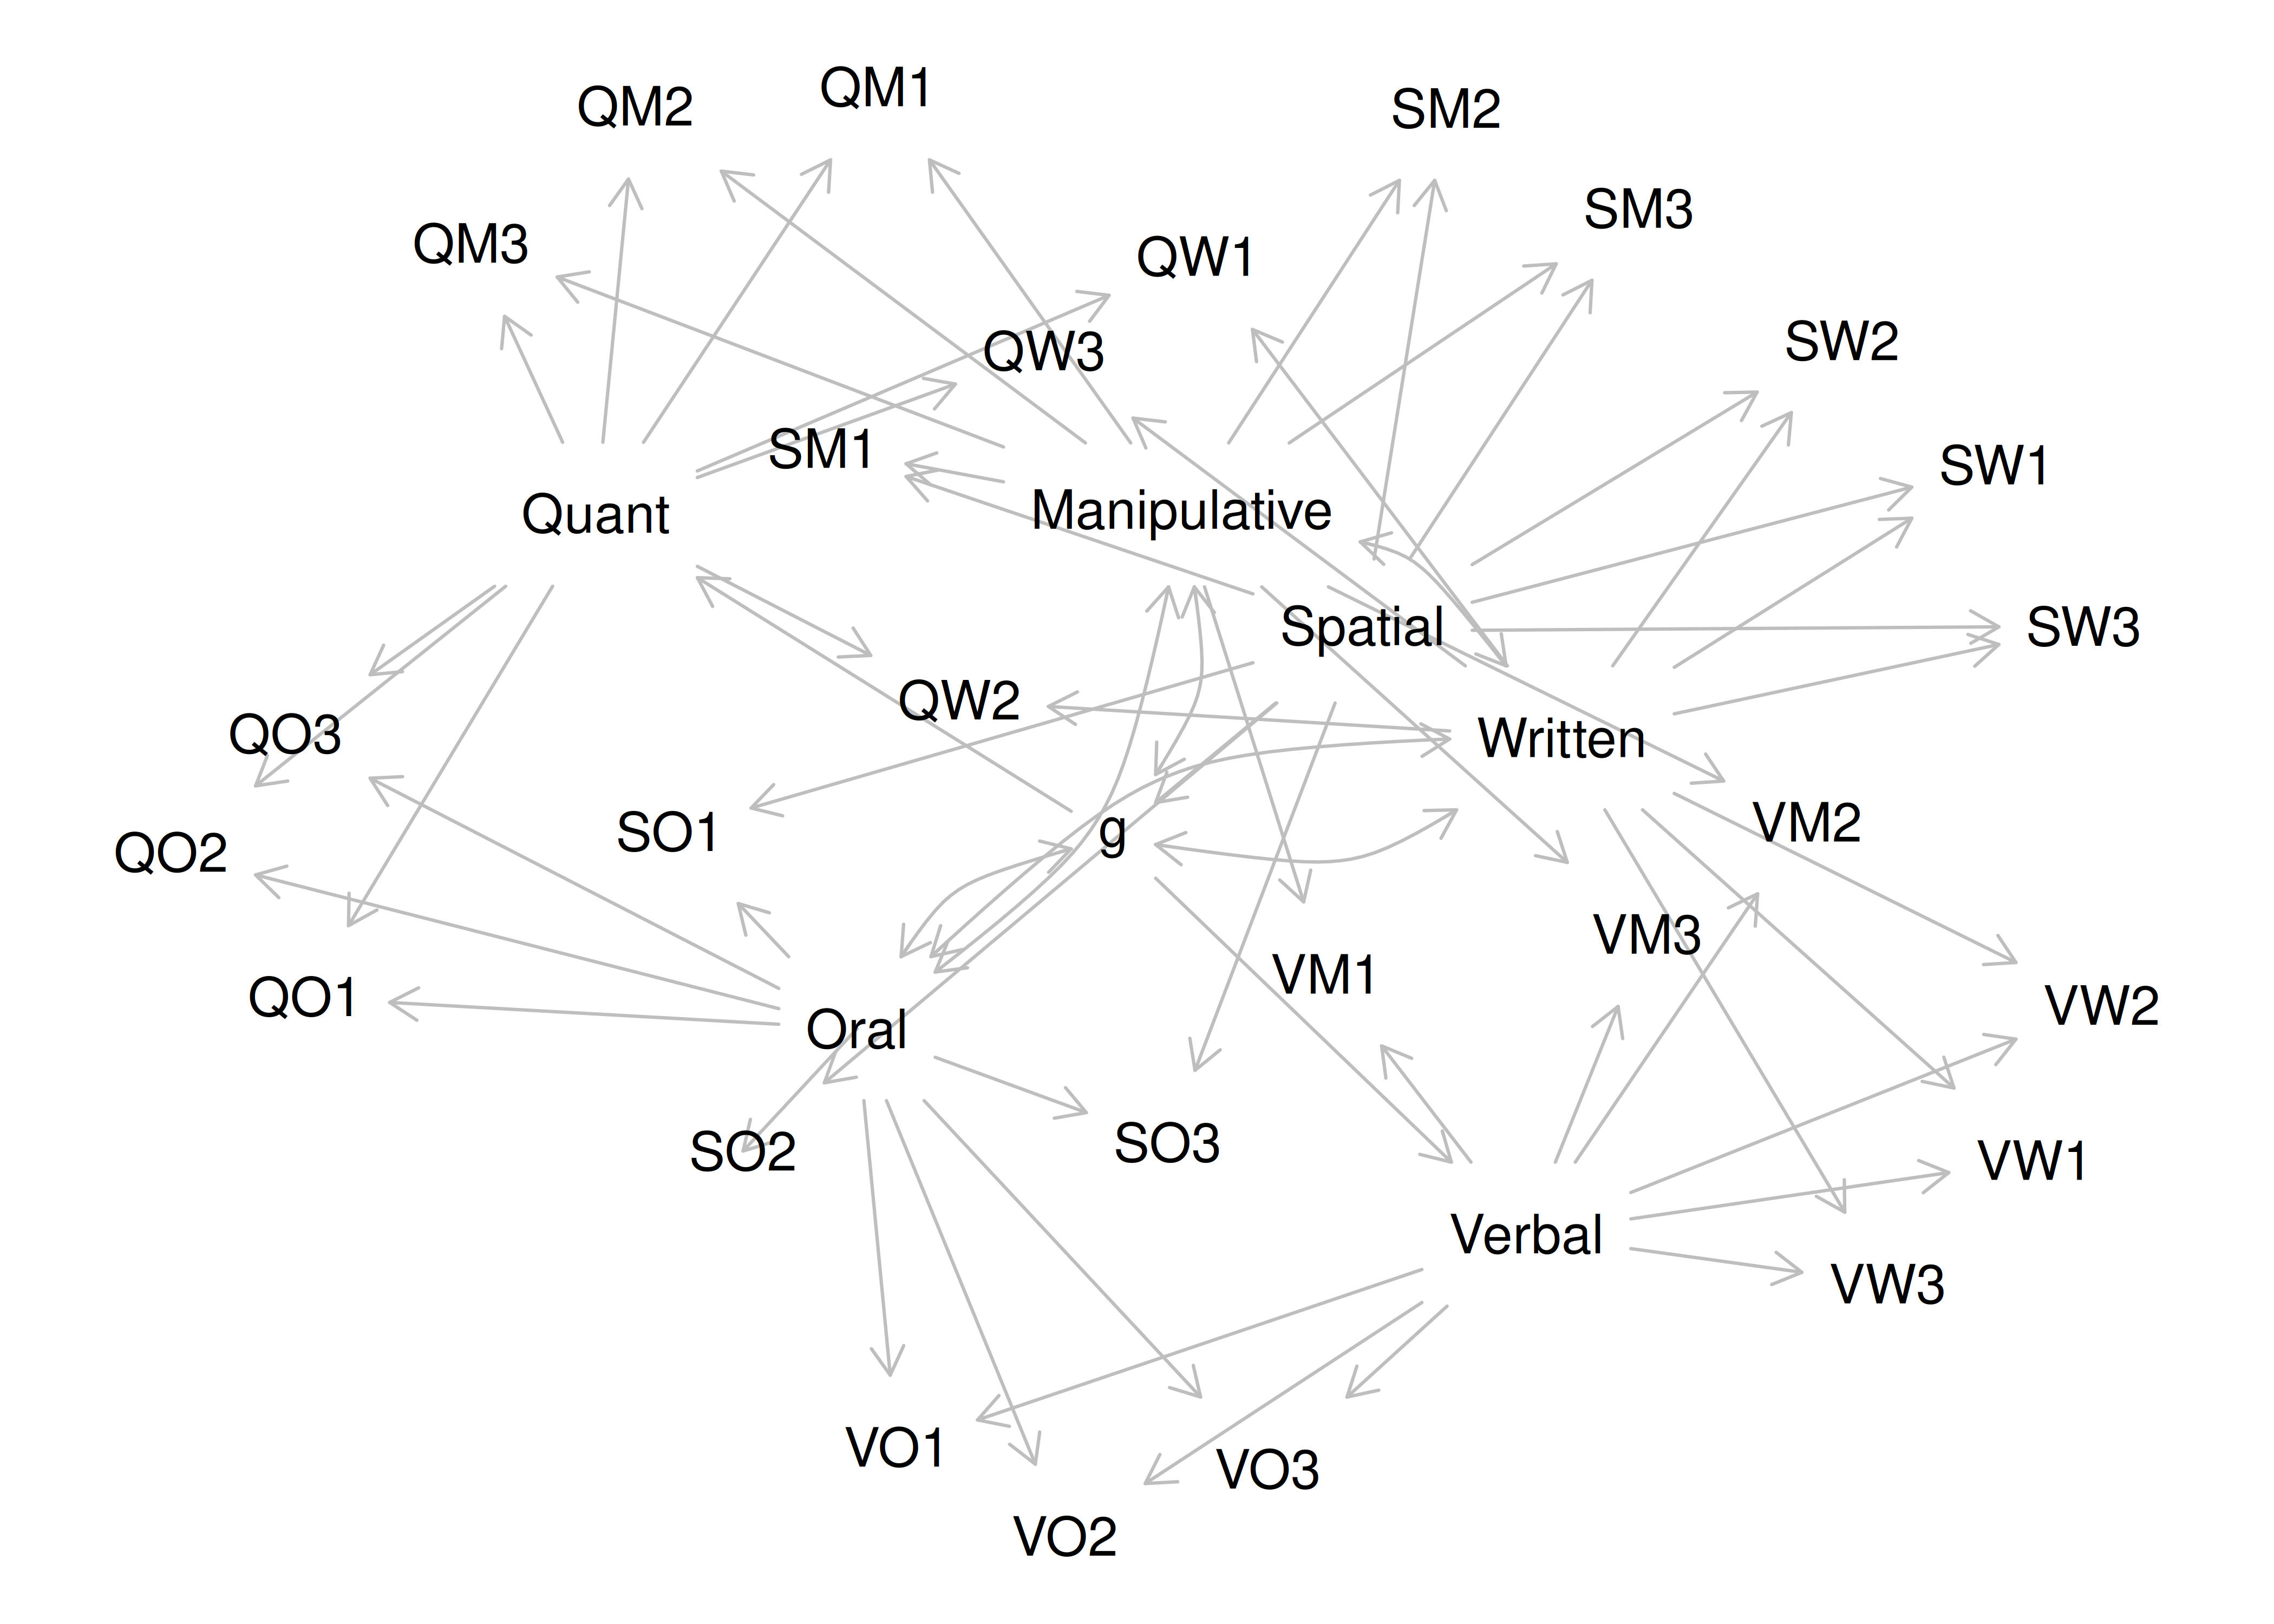 QM1
QM2
SM2
SM3
QM3
QW1
SW2
QW3
SM1
SW1
Manipulative
Quant
Spatial
SW3
QW2
QO3
Written
VM2
g
SO1
QO2
VM3
VM1
QO1
VW2
Oral
SO3
SO2
VW1
Verbal
VW3
VO1
VO3
VO2